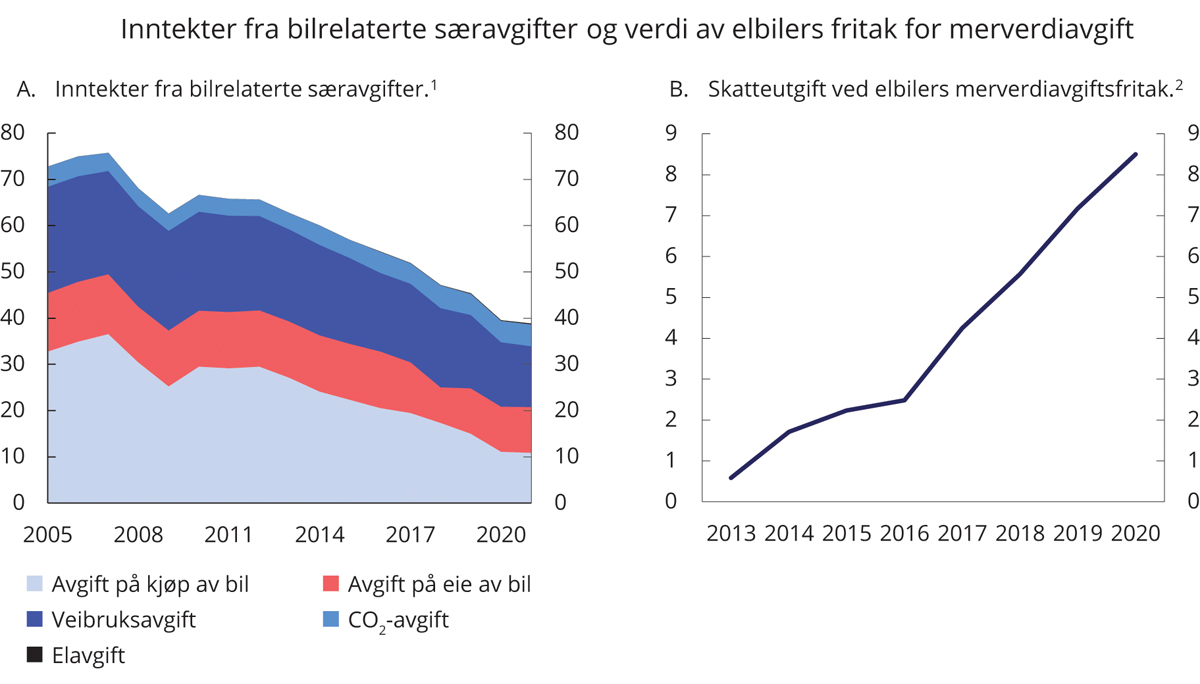 Inntekter fra bilrelaterte særavgifter og verdi av elbilers fritak for merverdiavgift
A. Inntekter fra bilrelaterte særavgifter.¹
80 80
70 70
60 60
50 50
40 40
30 30
20 20
10 10
0 0
2005 2008 2011 2014 2017 2020
Avgift på kjøp av bil
Avgift på eie av bil
Veibruksavgift
CO₂-avgift
Elavgift
B. Skatteutgift ved elbilers merverdiavgiftsfritak.²
9 9
8 8
7 7
6 6
5 5
4 4
3 3
2 2
1 1
0 0
2013 2014 2015 2016 2017 2018 2019 2020